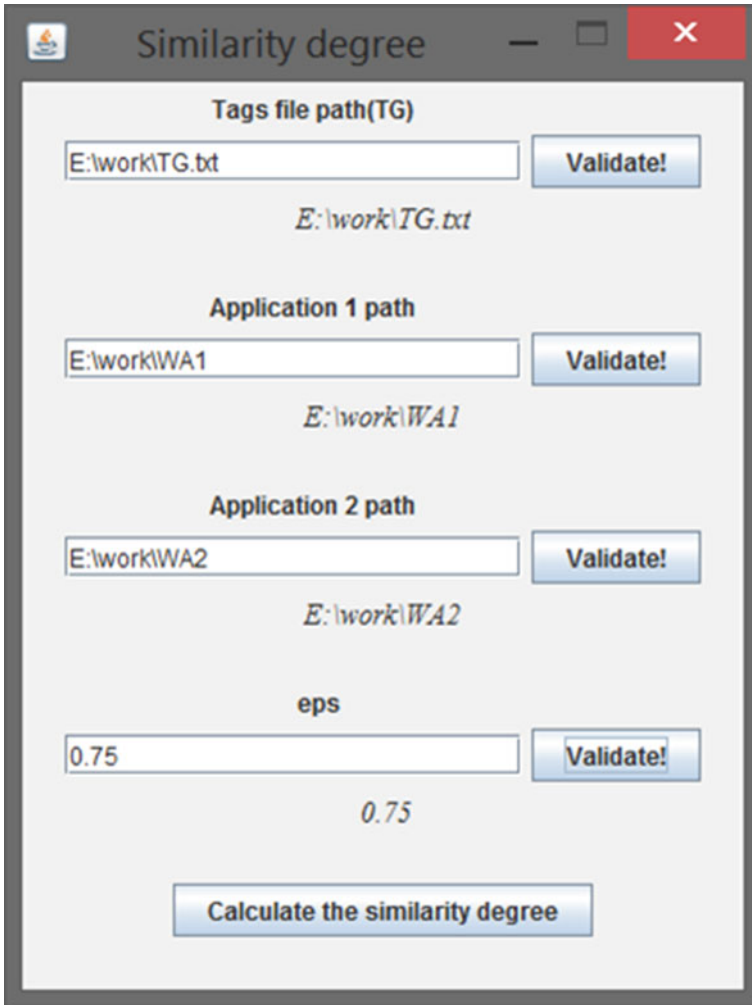 Similarity degree
Tags file path(TG)
E:\work\TG.txt Validate!
E:\work\TG.txt
Application 1 path
E:\work\WA1 Validate!
E:\work\WA1
Application 2 path
E:\work\WA2 Validate!
E:\work\WA2
eps
0.75 Validate!
0.75
Calculate the similarity degree